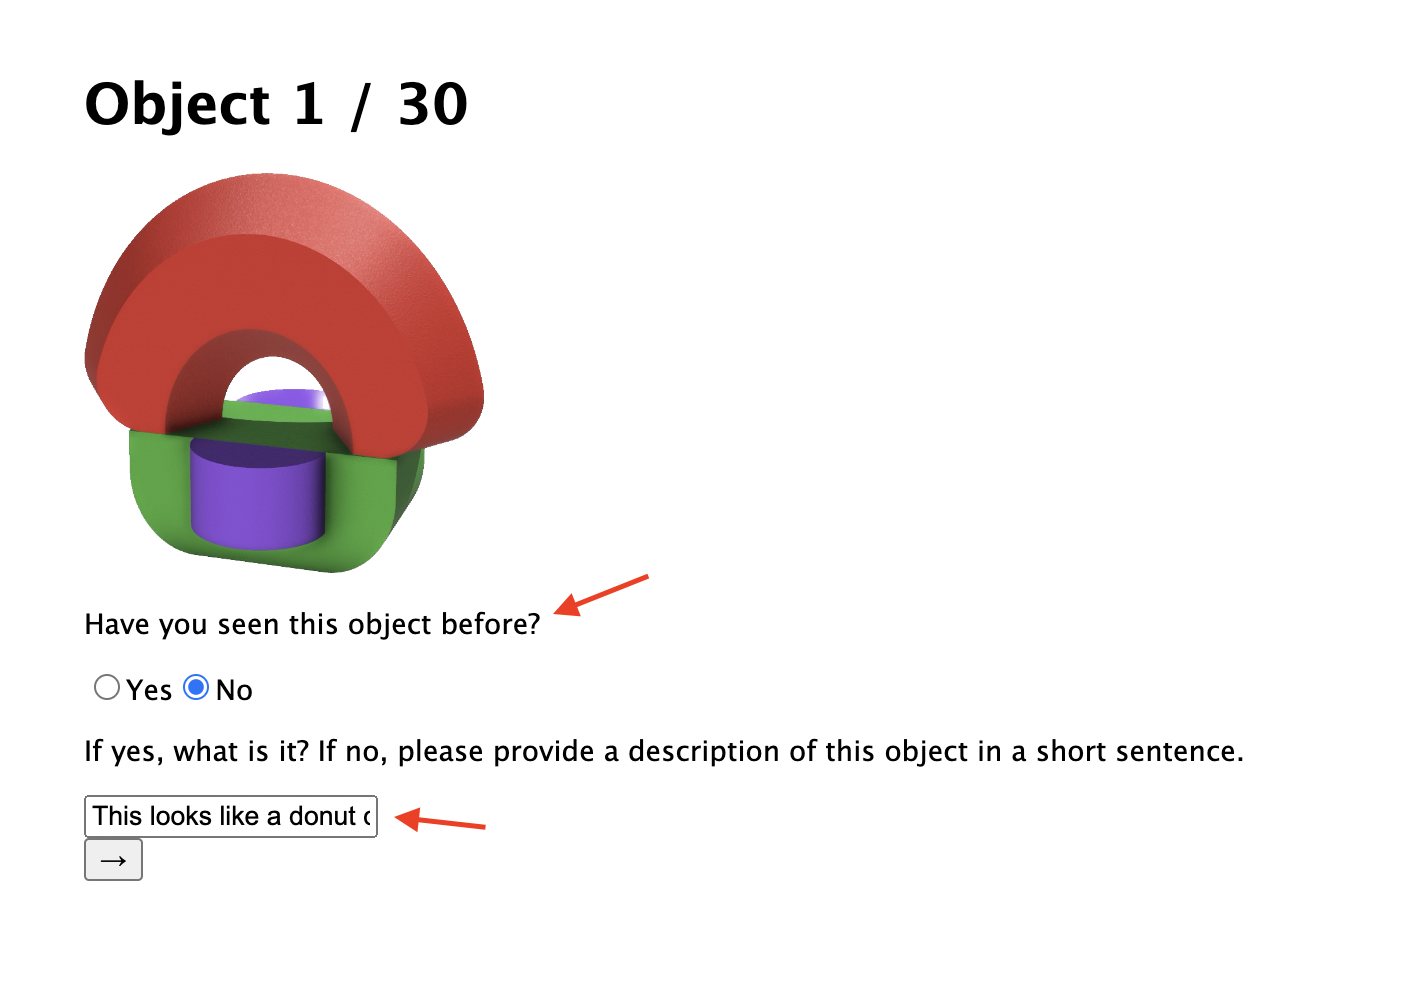 Object 1 / 30
Have you seen this object before?
Yes No
If yes, what is it? If no, please provide a description of this object in a short sentence.
This looks like a donut
→